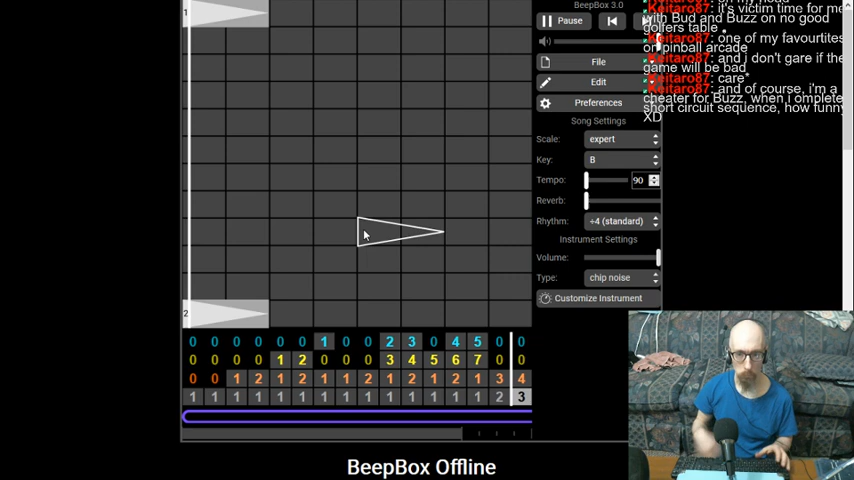 Keitaro87: on my head
Keitaro87: it's victim time for me
with Bud and Buzz on no good
golfers table *
Keitaro87: one of my favourtites
on pinball arcade
Keitaro87: and i don't gare if the
game will be bad
Keitaro87: care*
Keitaro87: and of course, i'm a
cheater for Buzz, when i omplete
short circuit sequence, how funny
XD
BeepBox 3.0
Pause
File
Edit
Preferences
Song Settings
Scale: expert
Key: B
Tempo: 90
Reverb:
Rhythm: ÷4 (standard)
Instrument Settings
Volume:
Type: chip noise
Customize Instrument
1
2
0 0 0 0 0 0 1 0 0 2 3 0 4 5 0 0
0 0 0 0 1 2 0 0 0 3 4 5 6 7 0 0
0 0 1 2 1 2 1 1 2 1 2 1 2 1 3 4
1 1 1 1 1 1 1 1 1 1 1 1 1 1 2 3
BeepBox Offline